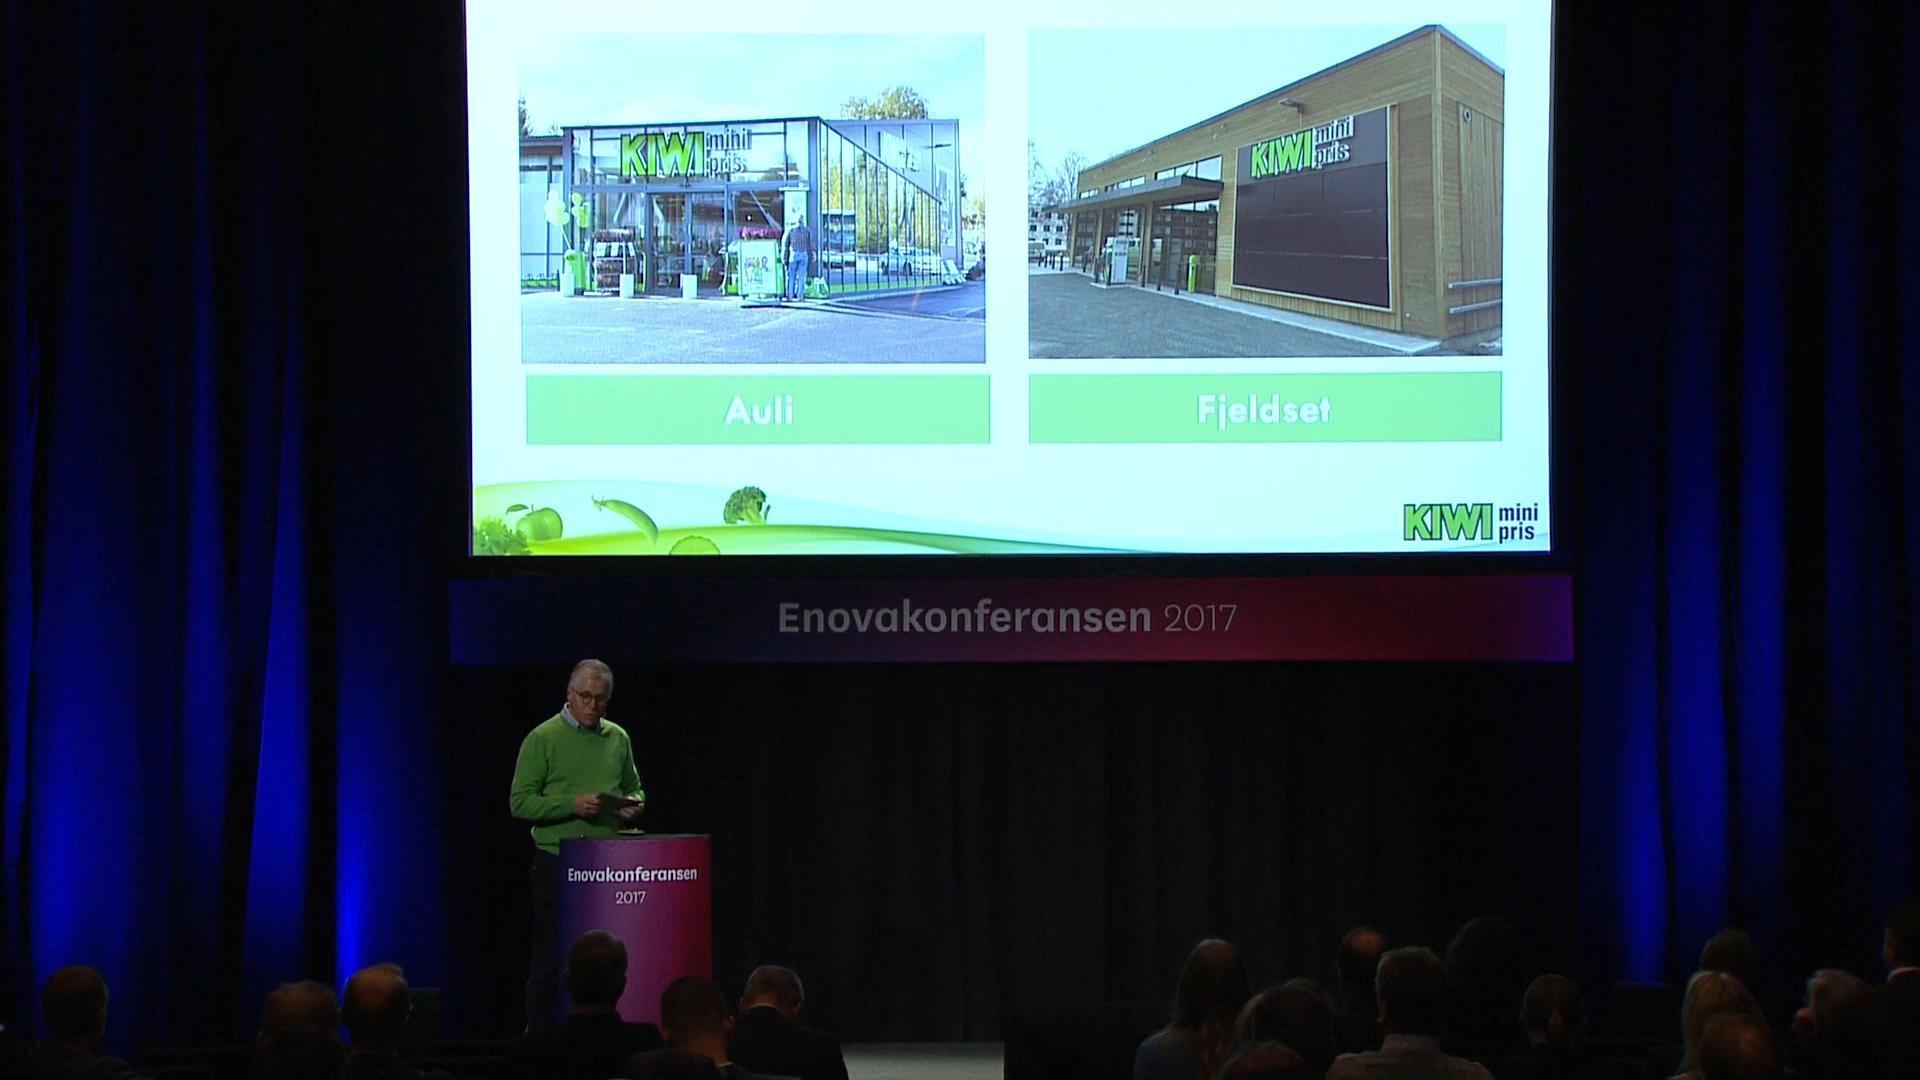 KIWI mini pris
KIWI mini pris
Auli
Fjeldset
KIWI mini pris
Enovakonferansen 2017
Enovakonferansen
2017